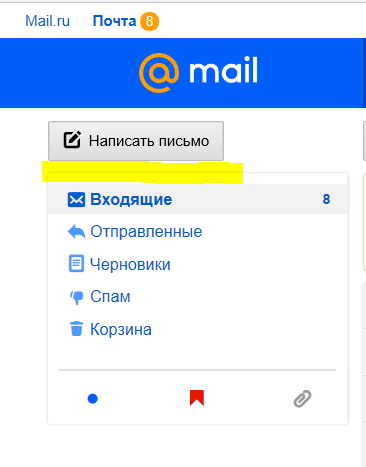 Mail.ru Почта 8
@mail
Написать письмо
Входящие 8
Отправленные
Черновики
Спам
Корзина